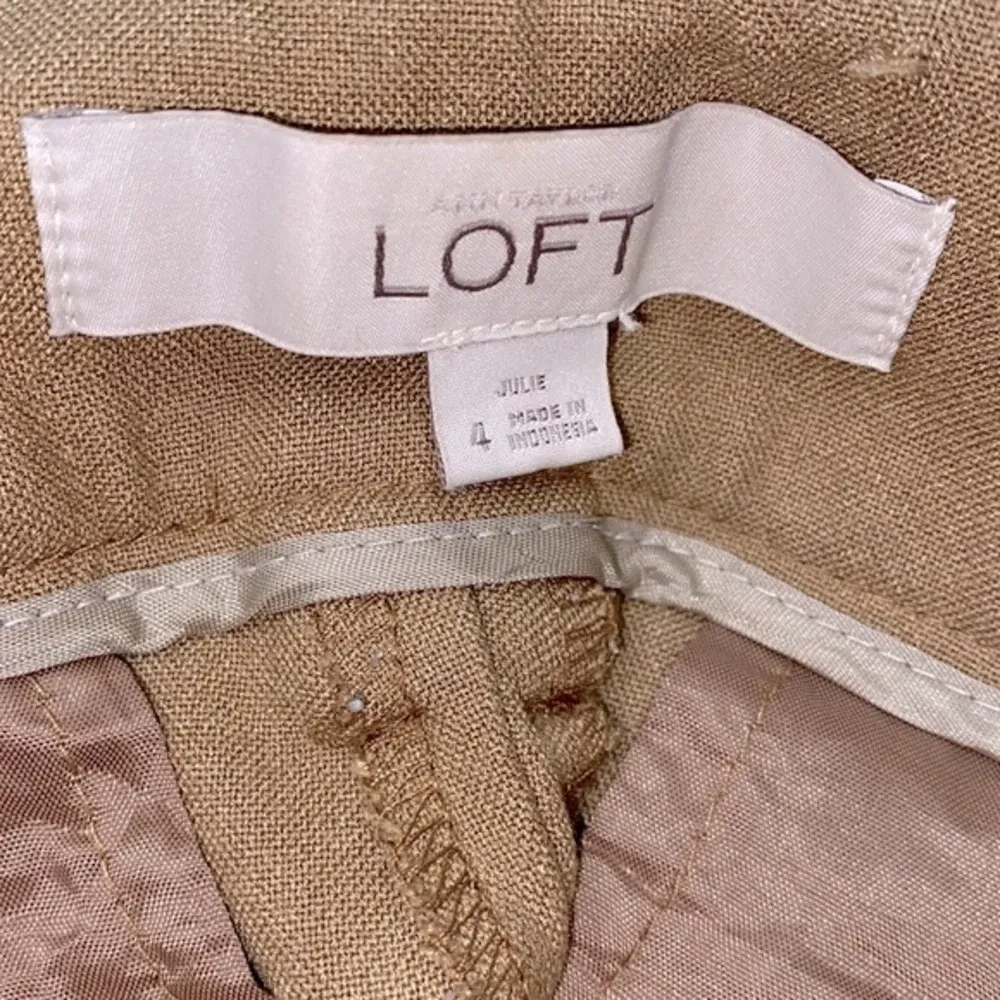 ANN TAYLOR
LOFT
JULIE
4 MADE IN
INDONESIA